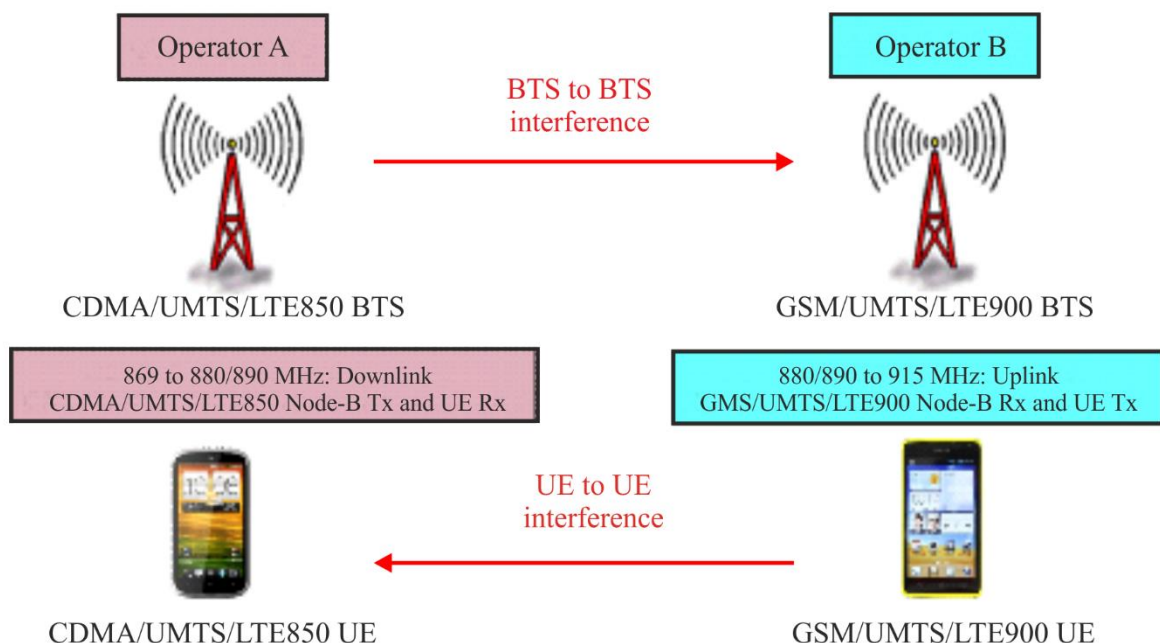 Operator A
Operator B
BTS to BTS
interference
CDMA/UMTS/LTE850 BTS
GSM/UMTS/LTE900 BTS
869 to 880/890 MHz: Downlink
CDMA/UMTS/LTE850 Node-B Tx and UE Rx
880/890 to 915 MHz: Uplink
GMS/UMTS/LTE900 Node-B Rx and UE Tx
UE to UE
interference
CDMA/UMTS/LTE850 UE
GSM/UMTS/LTE900 UE